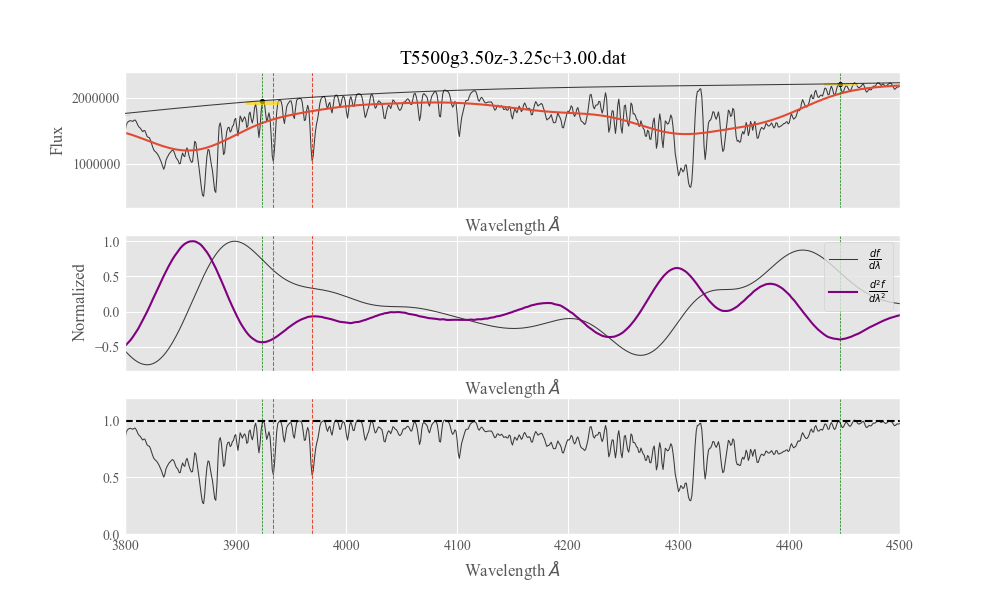 T5500g3.50z-3.25c+3.00.dat
2000000
1000000
Flux
Wavelength Å
1.0
0.5
0.0
−0.5
Normalized
df/dλ
d²f/dλ²
Wavelength Å
1.0
0.5
0.0
3800 3900 4000 4100 4200 4300 4400 4500
Wavelength Å